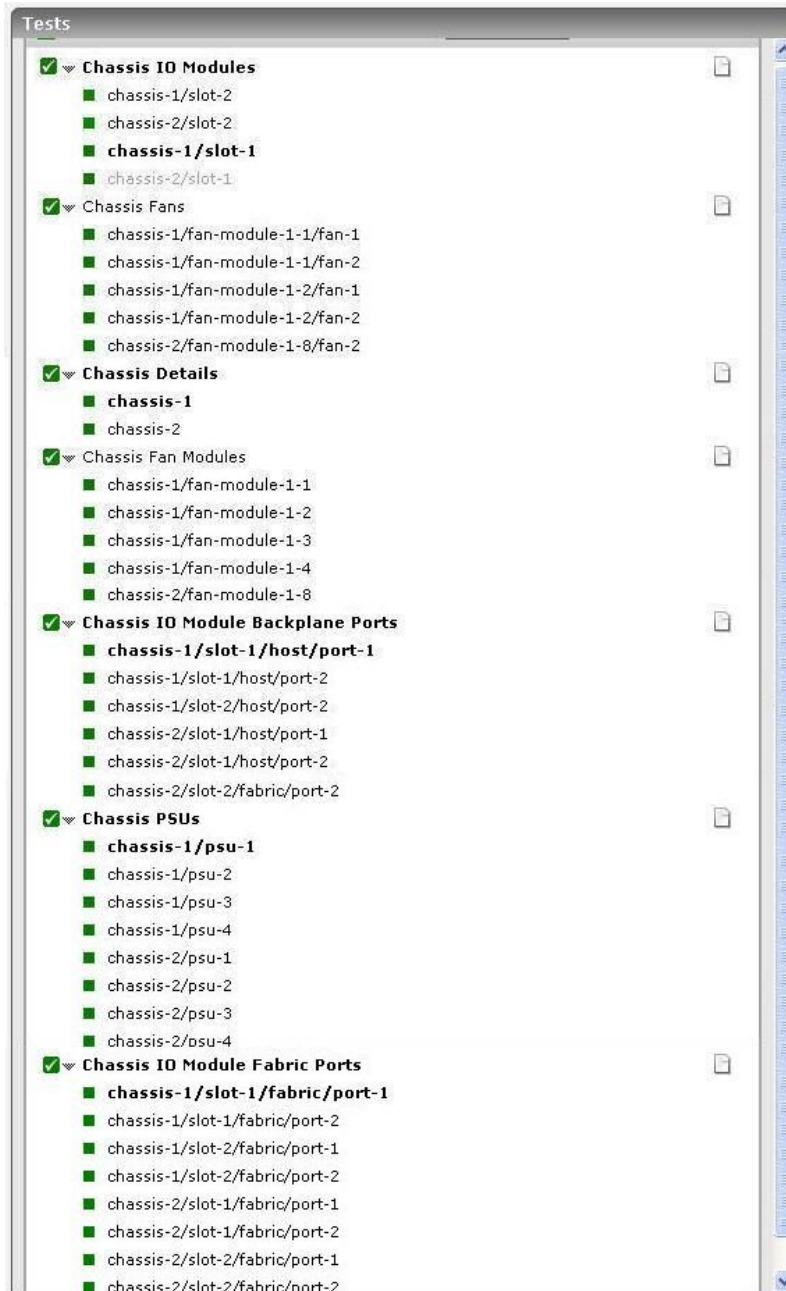 Tests
Chassis IO Modules
chassis-1/slot-2
chassis-2/slot-2
chassis-1/slot-1
chassis-2/slot-1
Chassis Fans
chassis-1/fan-module-1-1/fan-1
chassis-1/fan-module-1-1/fan-2
chassis-1/fan-module-1-2/fan-1
chassis-1/fan-module-1-2/fan-2
chassis-2/fan-module-1-8/fan-2
Chassis Details
chassis-1
chassis-2
Chassis Fan Modules
chassis-1/fan-module-1-1
chassis-1/fan-module-1-2
chassis-1/fan-module-1-3
chassis-1/fan-module-1-4
chassis-2/fan-module-1-8
Chassis IO Module Backplane Ports
chassis-1/slot-1/host/port-1
chassis-1/slot-1/host/port-2
chassis-1/slot-2/host/port-2
chassis-2/slot-1/host/port-1
chassis-2/slot-1/host/port-2
chassis-2/slot-2/fabric/port-2
Chassis PSUs
chassis-1/psu-1
chassis-1/psu-2
chassis-1/psu-3
chassis-1/psu-4
chassis-2/psu-1
chassis-2/psu-2
chassis-2/psu-3
chassis-2/psu-4
Chassis IO Module Fabric Ports
chassis-1/slot-1/fabric/port-1
chassis-1/slot-1/fabric/port-2
chassis-1/slot-2/fabric/port-1
chassis-1/slot-2/fabric/port-2
chassis-2/slot-1/fabric/port-1
chassis-2/slot-1/fabric/port-2
chassis-2/slot-2/fabric/port-1
chassis-2/slot-2/fabric/port-2